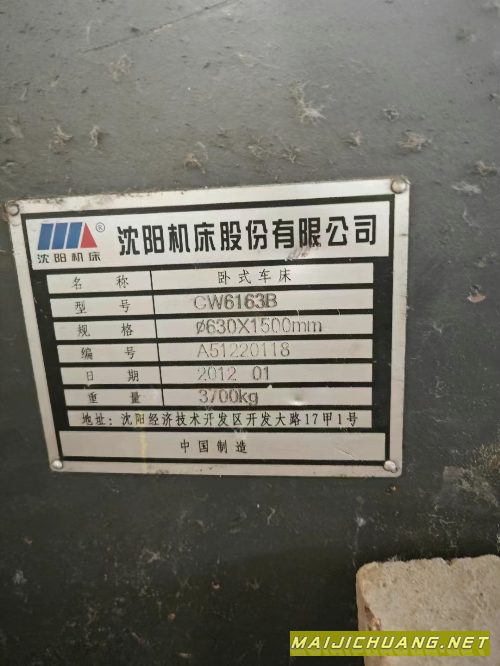 沈阳机床 ® 沈阳机床股份有限公司
名称 卧式车床
型号 CW6163B
规格 Ø630X1500mm
编号 A51220118
日期 2012 01
重量 3700kg
地址: 沈阳经济技术开发区开发大路17甲1号
中国制造
MAIJICHUANG.NET